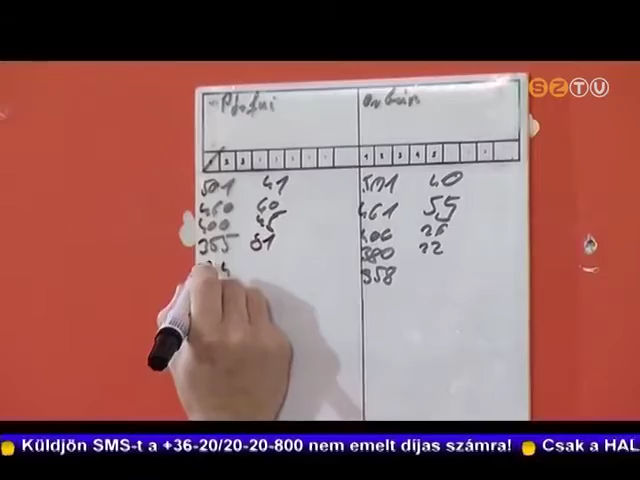 SZTV
501 41 501 40
460 60 461 55
400 45 406 26
355 81 380 22
358
Küldjön SMS-t a +36-20/20-20-800 nem emelt díjas számra! Csak a HAL